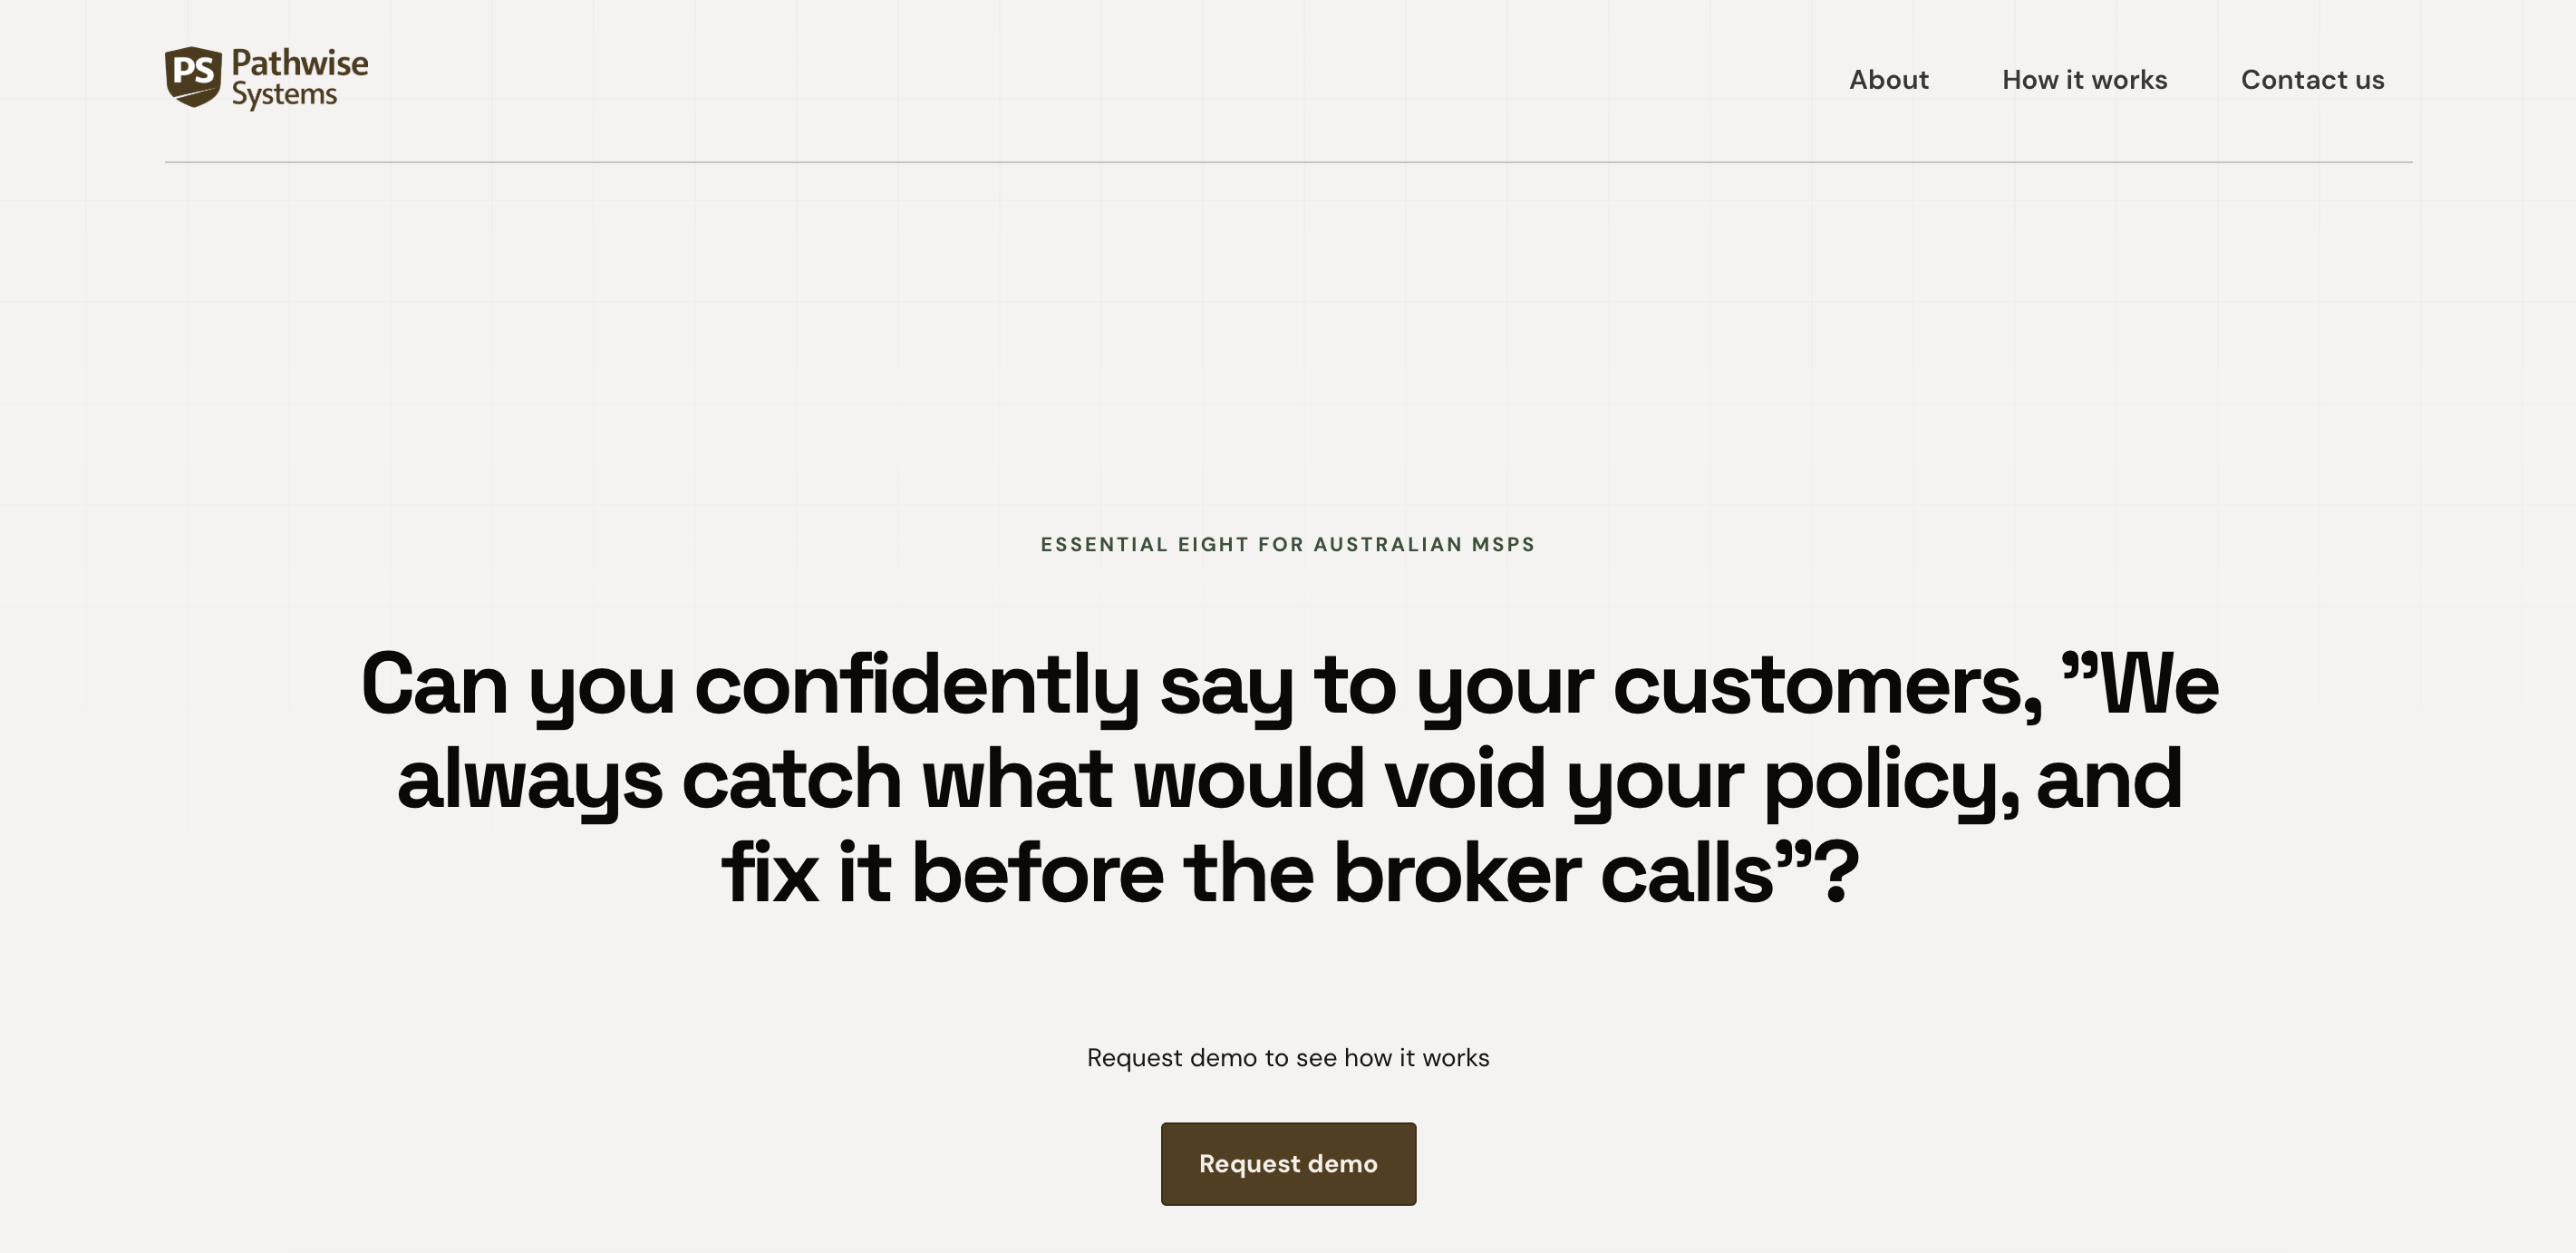 PS Pathwise
Systems
About How it works Contact us
ESSENTIAL EIGHT FOR AUSTRALIAN MSPS
Can you confidently say to your customers, ”We
always catch what would void your policy, and
fix it before the broker calls”?
Request demo to see how it works
Request demo